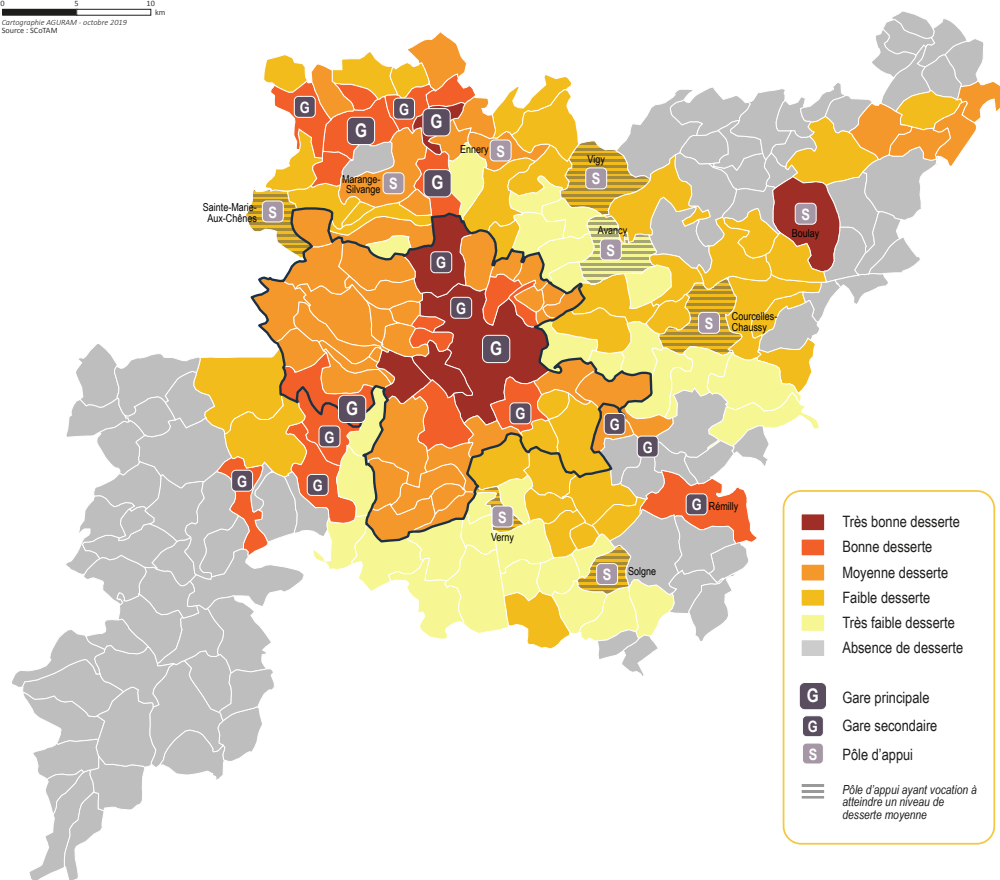 0 5 10
km
Cartographie AGURAM - octobre 2019
Source : SCoTAM
G
G
G
G
Ennery S
Vigy
S
Marange-
Silvange S
G
Sainte-Marie-
Aux-Chênes
S
S
Boulay
Avancy
S
G
G
Courcelles-
Chaussy
S
G
G
G
G
G
G
G
G
G Rémilly
S
Verny
S Solgne
Très bonne desserte
Bonne desserte
Moyenne desserte
Faible desserte
Très faible desserte
Absence de desserte
G Gare principale
G Gare secondaire
S Pôle d'appui
Pôle d'appui ayant vocation à
atteindre un niveau de
desserte moyenne